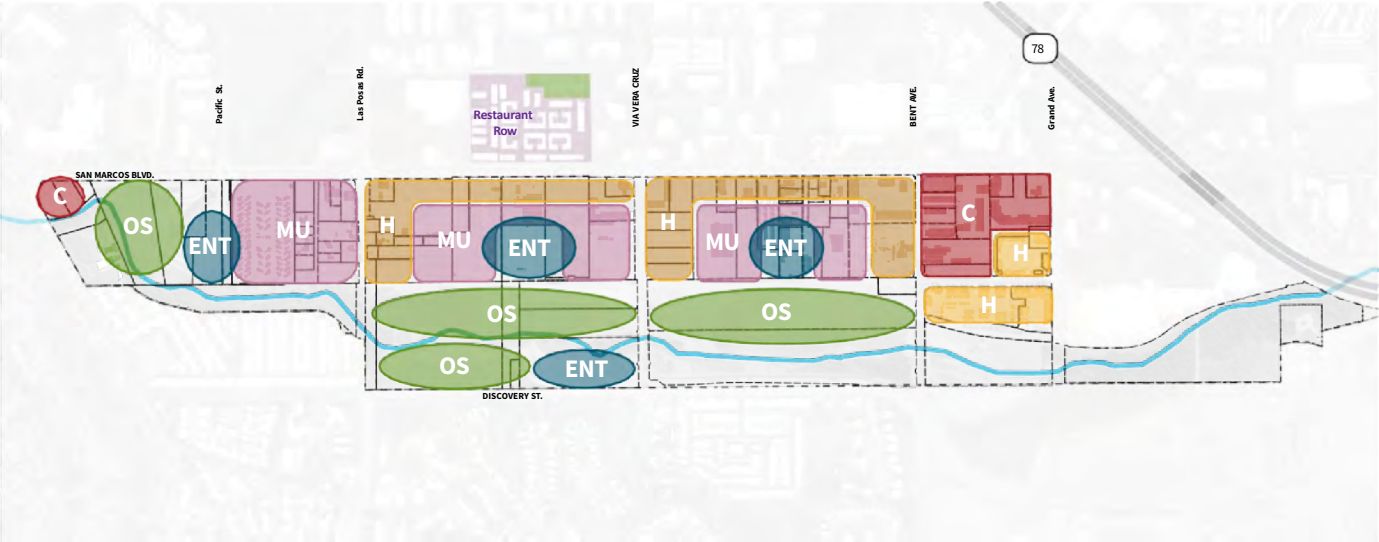 78
Pacific St.
Las Posas Rd.
VIA VERA CRUZ
BENT AVE.
Grand Ave.
Restaurant
Row
SAN MARCOS BLVD.
C
OS
ENT
MU
H
MU
ENT
H
MU
ENT
C
H
OS
OS
H
OS
ENT
DISCOVERY ST.